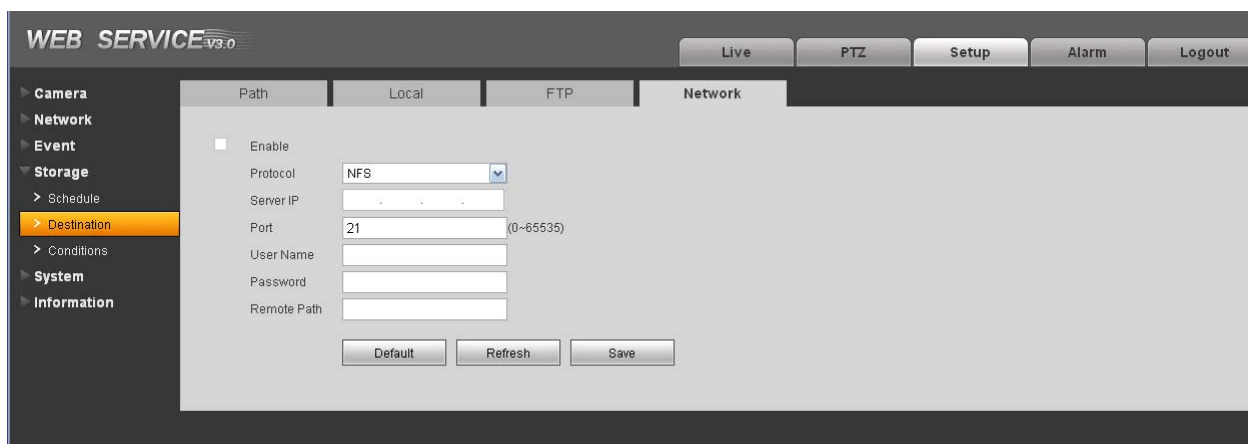 WEB SERVICE V3.0
Live PTZ Setup Alarm Logout
Camera
Network
Event
Storage
> Schedule
> Destination
> Conditions
System
Information
Path Local FTP Network
Enable
Protocol NFS
Server IP . . .
Port 21 (0~65535)
User Name
Password
Remote Path
Default Refresh Save